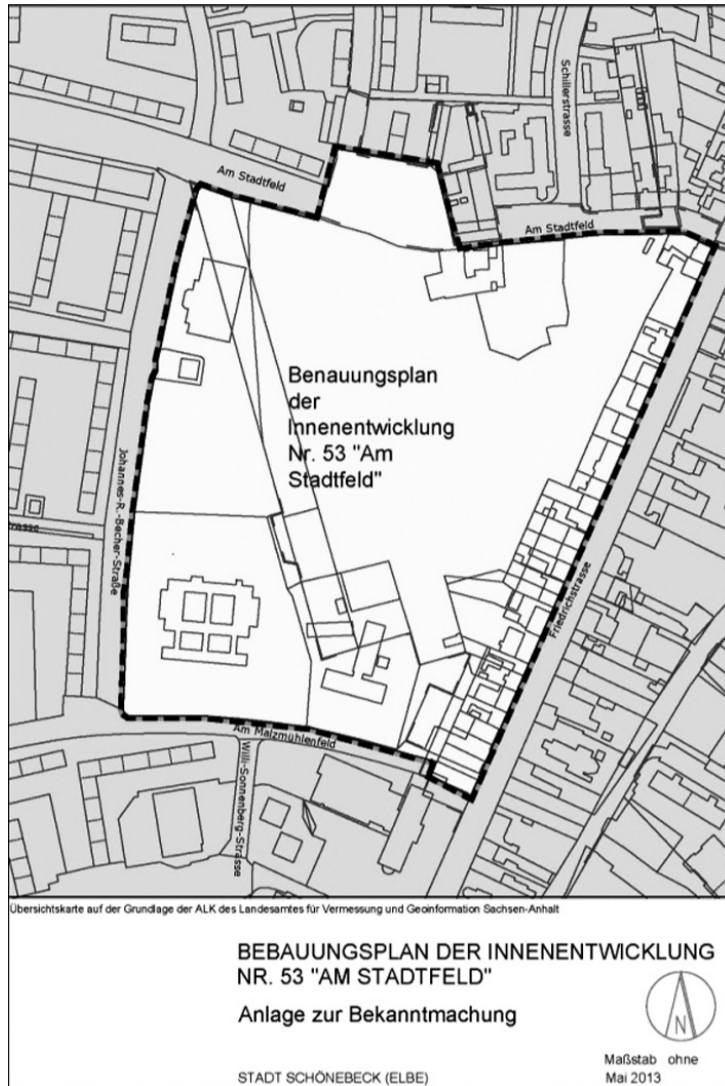 Schillerstrasse
Am Stadtfeld
Am Stadtfeld
Benauungsplan
der
Innenentwicklung
Nr. 53 "Am
Stadtfeld"
Johannes-R.-Becher-Straße
rasse
Friedrichstrasse
Am Malzmühlenfeld
Willi-Sonnenberg-Strasse
Übersichtskarte auf der Grundlage der ALK des Landesamtes für Vermessung und Geoinformation Sachsen-Anhalt
BEBAUUNGSPLAN DER INNENENTWICKLUNG
NR. 53 "AM STADTFELD"
Anlage zur Bekanntmachung
N
Maßstab ohne
STADT SCHÖNEBECK (ELBE)
Mai 2013